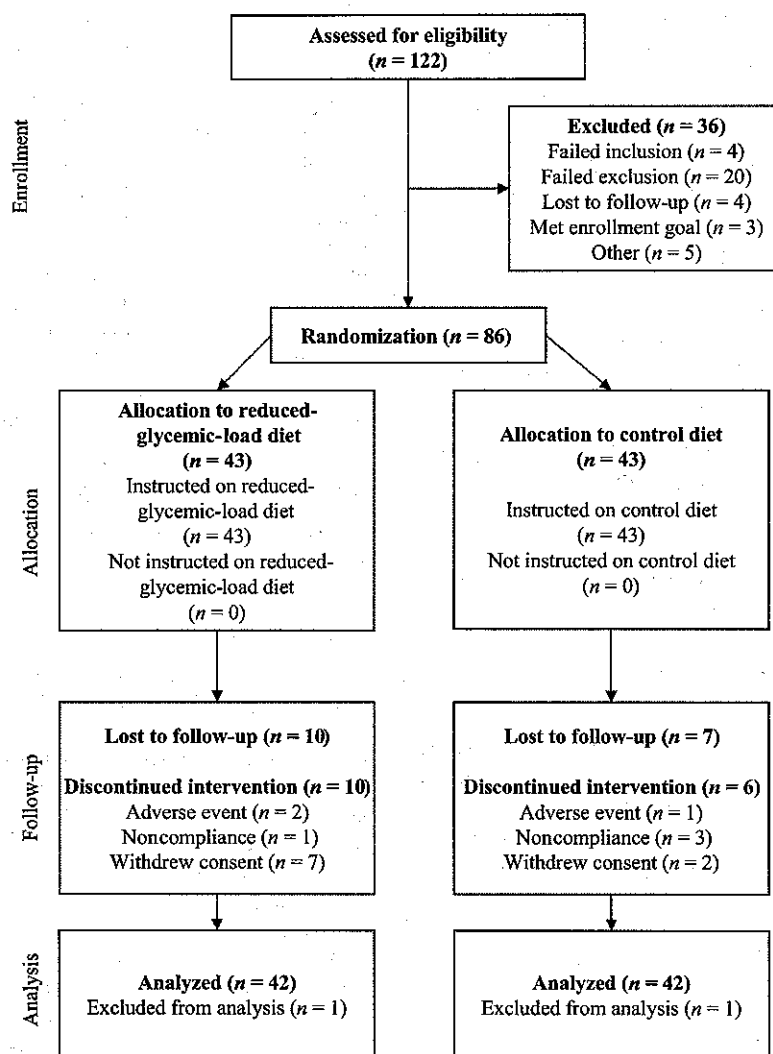 Assessed for eligibility
(n = 122)
Enrollment
Excluded (n = 36)
Failed inclusion (n = 4)
Failed exclusion (n = 20)
Lost to follow-up (n = 4)
Met enrollment goal (n = 3)
Other (n = 5)
Randomization (n = 86)
Allocation
Allocation to reduced-
glycemic-load diet
(n = 43)
Instructed on reduced-
glycemic-load diet
(n = 43)
Not instructed on reduced-
glycemic-load diet
(n = 0)
Allocation to control diet
(n = 43)
Instructed on control diet
(n = 43)
Not instructed on control diet
(n = 0)
Follow-up
Lost to follow-up (n = 10)
Discontinued intervention (n = 10)
Adverse event (n = 2)
Noncompliance (n = 1)
Withdrew consent (n = 7)
Lost to follow-up (n = 7)
Discontinued intervention (n = 6)
Adverse event (n = 1)
Noncompliance (n = 3)
Withdrew consent (n = 2)
Analysis
Analyzed (n = 42)
Excluded from analysis (n = 1)
Analyzed (n = 42)
Excluded from analysis (n = 1)